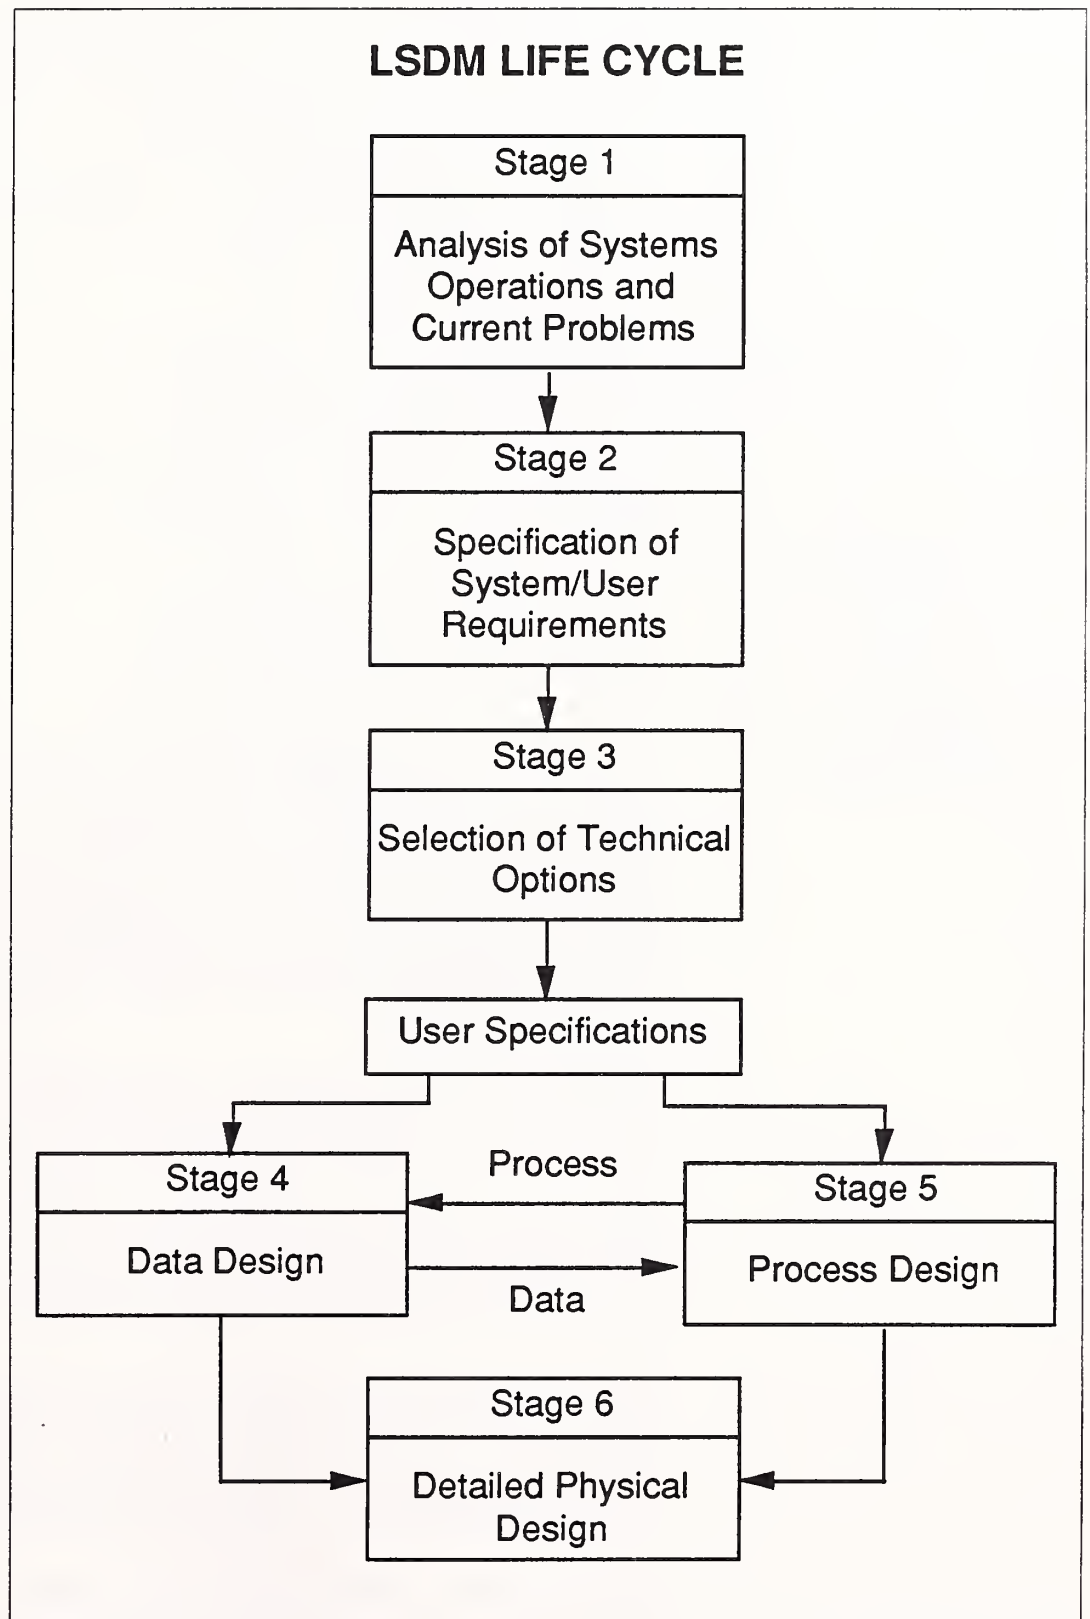 LSDM LIFE CYCLE
Stage 1
Analysis of Systems
Operations and
Current Problems
Stage 2
Specification of
System/User
Requirements
Stage 3
Selection of Technical
Options
User Specifications
Stage 4
Data Design
Process
Data
Stage 5
Process Design
Stage 6
Detailed Physical
Design